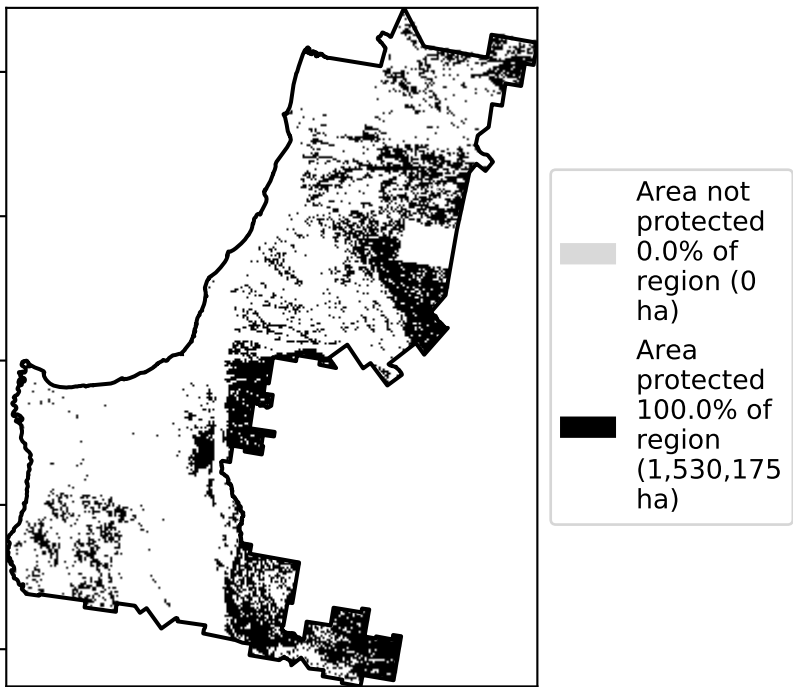 Area not
protected
0.0% of
region (0
ha)
Area
protected
100.0% of
region
(1,530,175
ha)